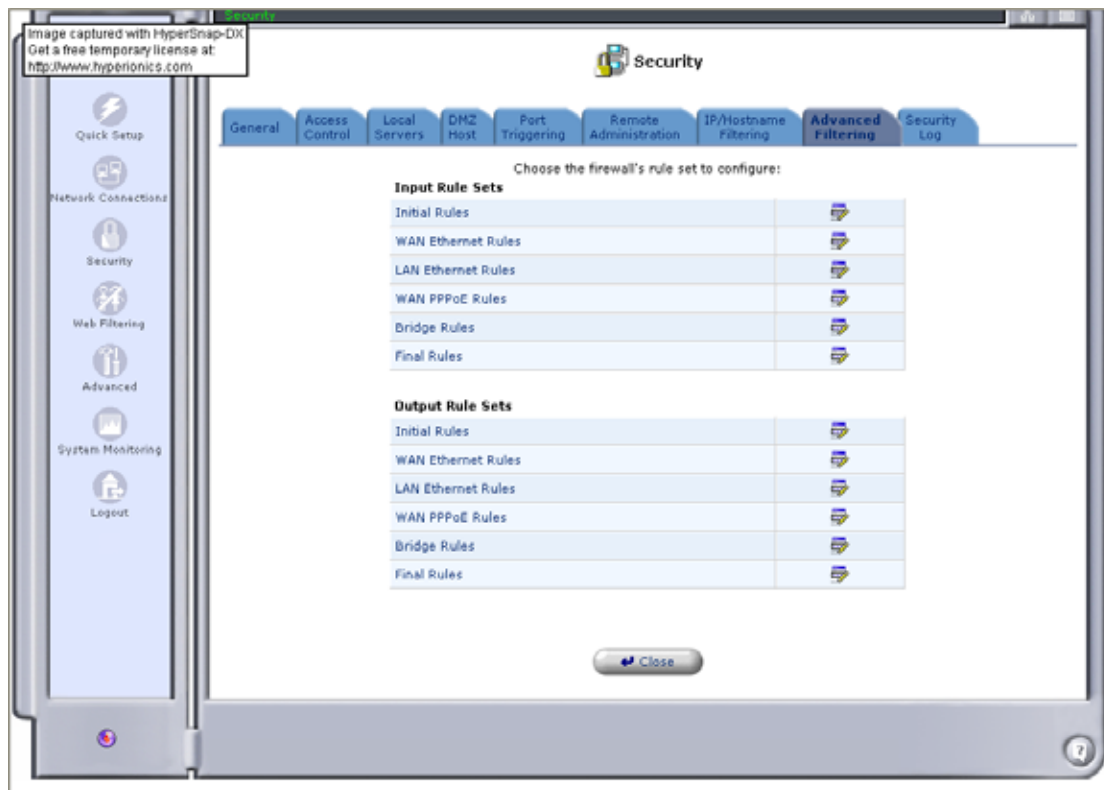 Security
Image captured with HyperSnap-DX
Get a free temporary license at:
http://www.hyperionics.com
Security
Quick Setup
Network Connections
Security
Web Filtering
Advanced
System Monitoring
Logout
General
Access Control
Local Servers
DMZ Host
Port Triggering
Remote Administration
IP/Hostname Filtering
Advanced Filtering
Security Log
Choose the firewall's rule set to configure:
Input Rule Sets
Initial Rules
WAN Ethernet Rules
LAN Ethernet Rules
WAN PPPoE Rules
Bridge Rules
Final Rules
Output Rule Sets
Initial Rules
WAN Ethernet Rules
LAN Ethernet Rules
WAN PPPoE Rules
Bridge Rules
Final Rules
Close
?